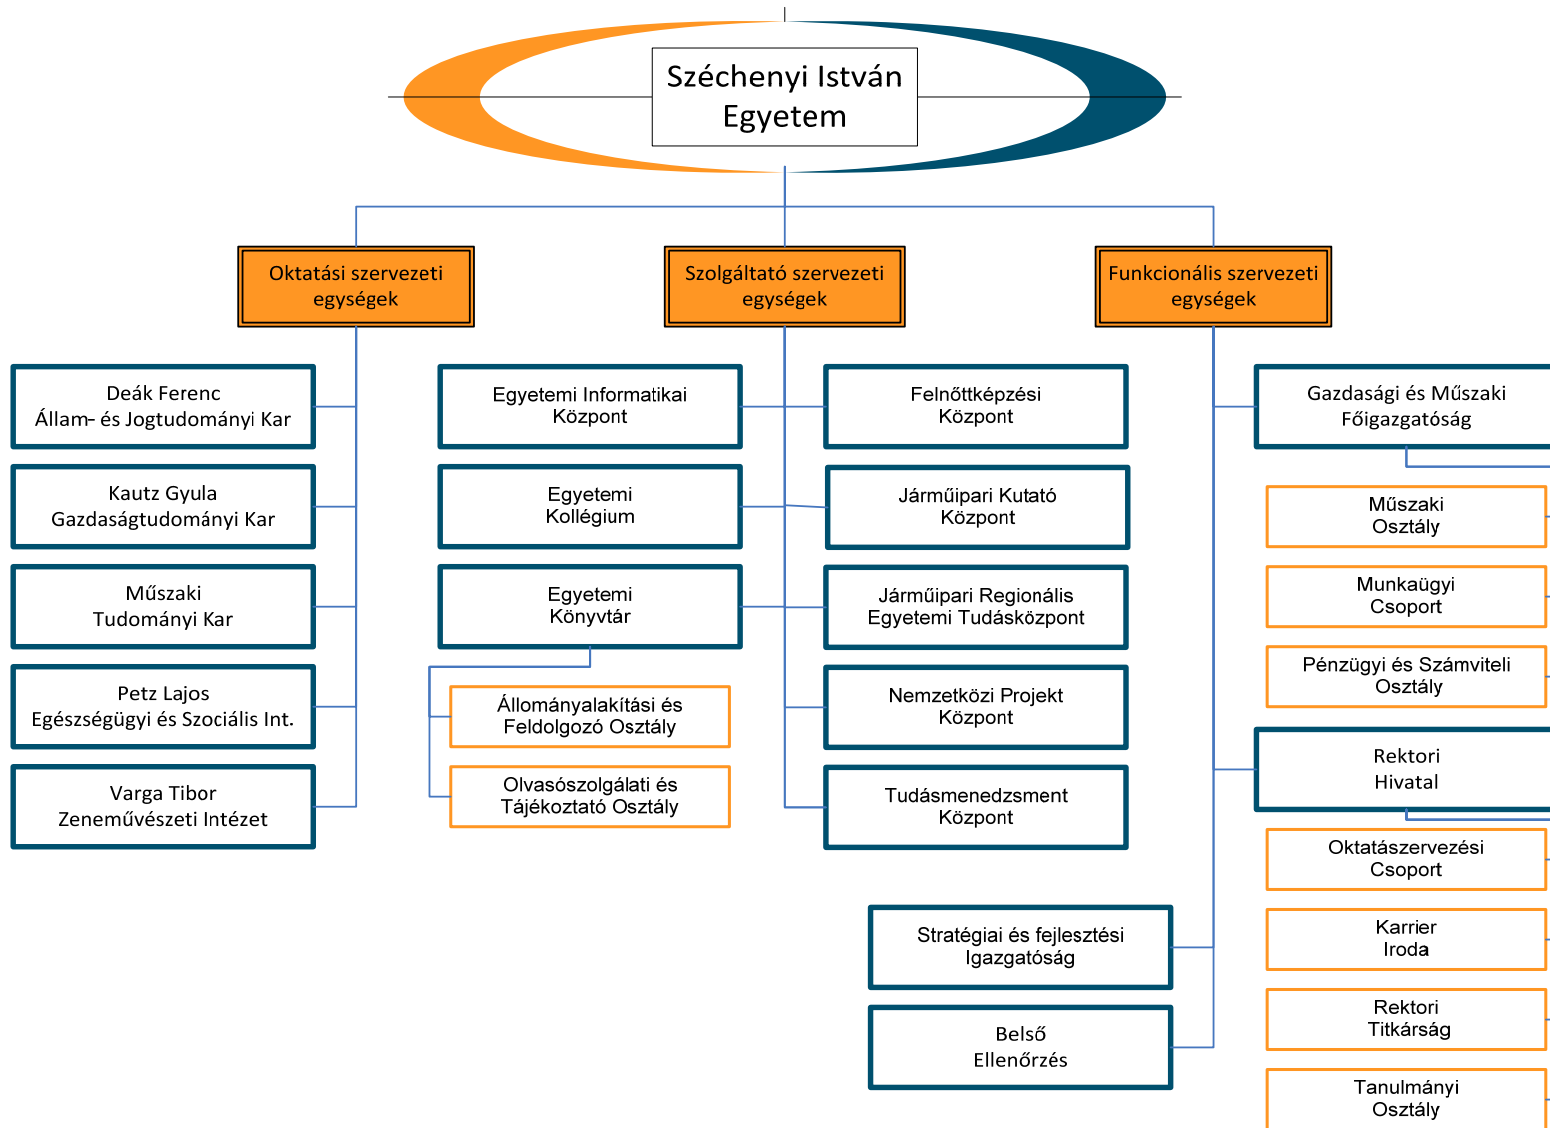 Széchenyi István
Egyetem
Oktatási szervezeti
egységek
Szolgáltató szervezeti
egységek
Funkcionális szervezeti
egységek
Deák Ferenc
Állam- és Jogtudományi Kar
Kautz Gyula
Gazdaságtudományi Kar
Műszaki
Tudományi Kar
Petz Lajos
Egészségügyi és Szociális Int.
Varga Tibor
Zeneművészeti Intézet
Egyetemi Informatikai
Központ
Egyetemi
Kollégium
Egyetemi
Könyvtár
Állományalakítási és
Feldolgozó Osztály
Olvasószolgálati és
Tájékoztató Osztály
Felnőttképzési
Központ
Járműipari Kutató
Központ
Járműipari Regionális
Egyetemi Tudásközpont
Nemzetközi Projekt
Központ
Tudásmenedzsment
Központ
Gazdasági és Műszaki
Főigazgatóság
Műszaki
Osztály
Munkaügyi
Csoport
Pénzügyi és Számviteli
Osztály
Rektori
Hivatal
Oktatászervezési
Csoport
Karrier
Iroda
Rektori
Titkárság
Tanulmányi
Osztály
Stratégiai és fejlesztési
Igazgatóság
Belső
Ellenőrzés